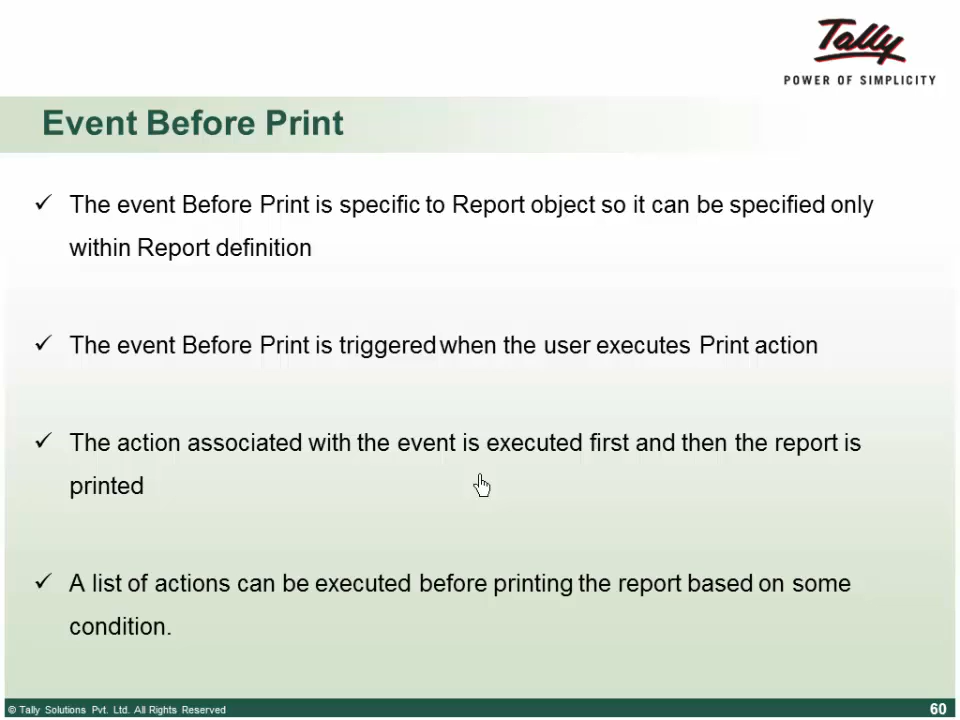 Tally
POWER OF SIMPLICITY
Event Before Print
✓ The event Before Print is specific to Report object so it can be specified only
within Report definition
✓ The event Before Print is triggered when the user executes Print action
✓ The action associated with the event is executed first and then the report is
printed
✓ A list of actions can be executed before printing the report based on some
condition.
© Tally Solutions Pvt. Ltd. All Rights Reserved
60